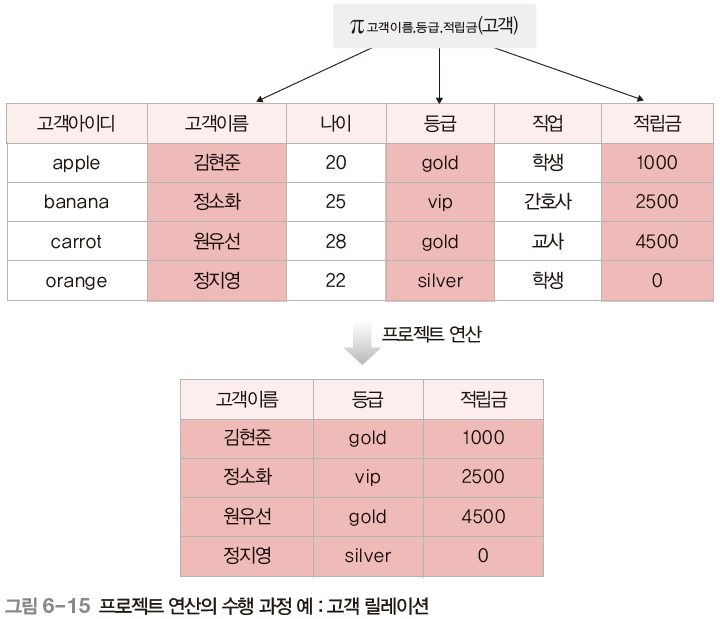 π고객이름,등급,적립금(고객)
고객아이디 고객이름 나이 등급 직업 적립금
apple 김현준 20 gold 학생 1000
banana 정소화 25 vip 간호사 2500
carrot 원유선 28 gold 교사 4500
orange 정지영 22 silver 학생 0
프로젝트 연산
고객이름 등급 적립금
김현준 gold 1000
정소화 vip 2500
원유선 gold 4500
정지영 silver 0
그림 6-15 프로젝트 연산의 수행 과정 예 : 고객 릴레이션